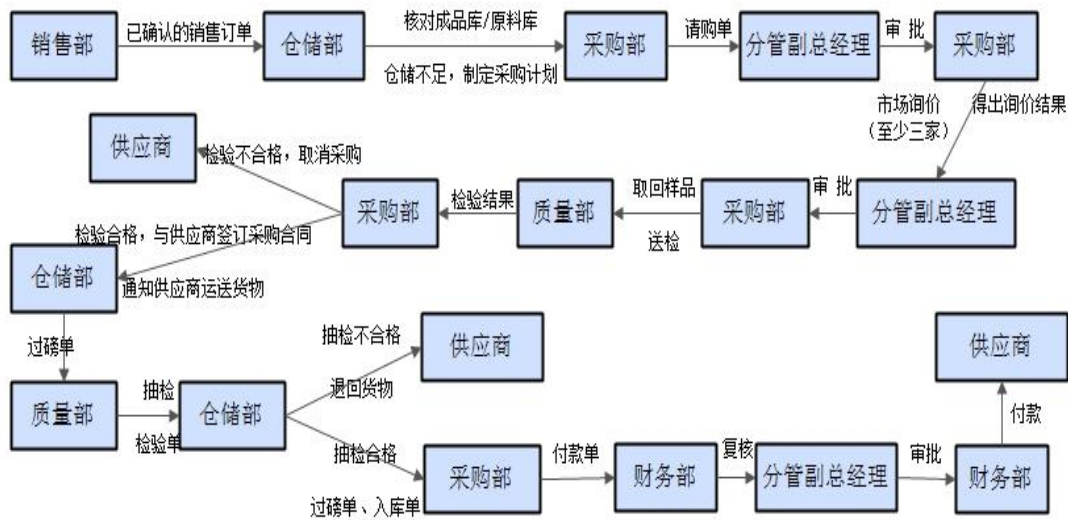 销售部
已确认的销售订单
仓储部
核对成品库/原料库
仓储不足，制定采购计划
采购部
请购单
分管副总经理
审 批
采购部
市场询价
（至少三家）
得出询价结果
供应商
检验不合格，取消采购
采购部
检验结果
质量部
取回样品
送检
采购部
审 批
分管副总经理
检验合格，与供应商签订采购合同
仓储部
通知供应商运送货物
过磅单
抽检不合格
供应商
退回货物
供应商
付款
质量部
抽检
检验单
仓储部
抽检合格
过磅单、入库单
采购部
付款单
财务部
复核
分管副总经理
审批
财务部